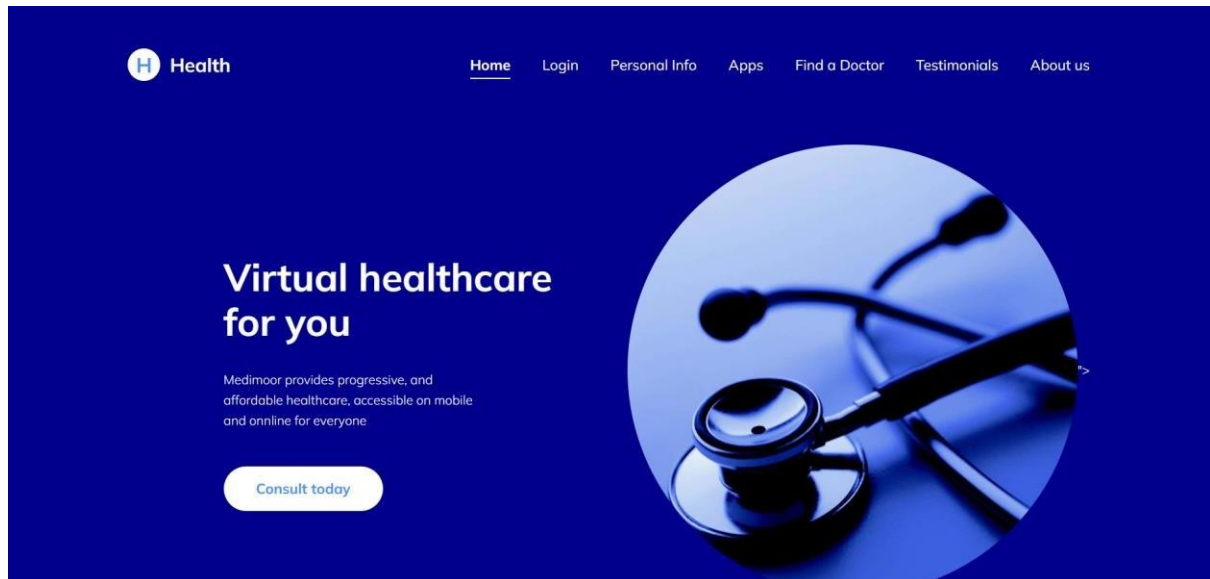 H Health
Home Login Personal Info Apps Find a Doctor Testimonials About us
Virtual healthcare
for you
Medimoor provides progressive, and
affordable healthcare, accessible on mobile
and onnline for everyone
">
Consult today